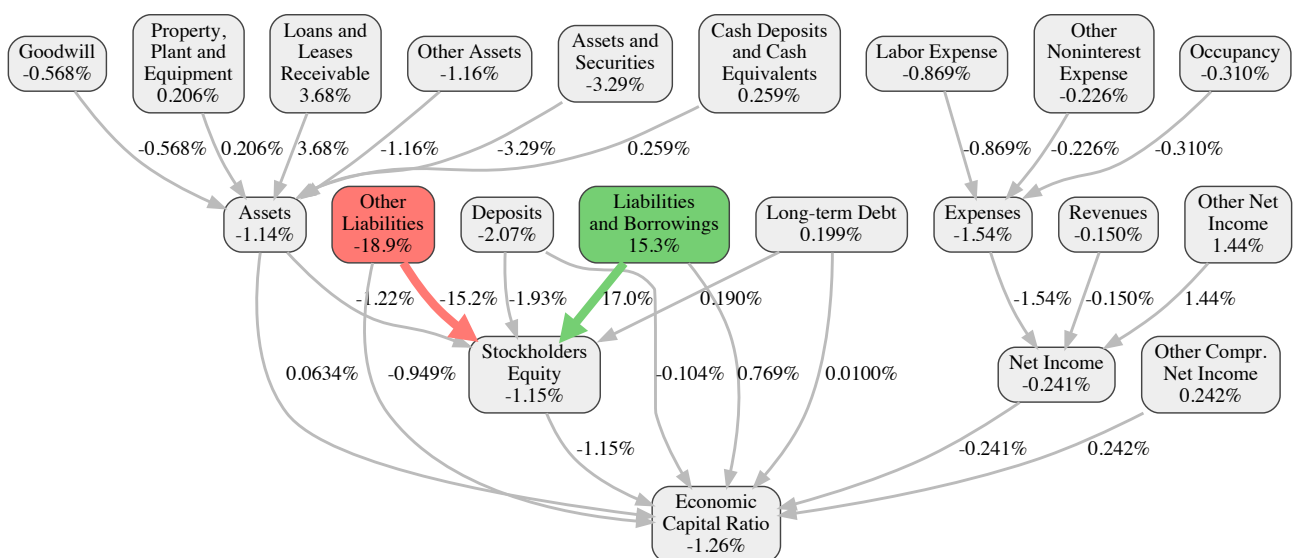 Goodwill
-0.568%
Property,
Plant and
Equipment
0.206%
Loans and
Leases
Receivable
3.68%
Other Assets
-1.16%
Assets and
Securities
-3.29%
Cash Deposits
and Cash
Equivalents
0.259%
Labor Expense
-0.869%
Other
Noninterest
Expense
-0.226%
Occupancy
-0.310%
-0.568%
0.206%
3.68%
-1.16%
-3.29%
0.259%
-0.869%
-0.226%
-0.310%
Assets
-1.14%
Other
Liabilities
-18.9%
Deposits
-2.07%
Liabilities
and Borrowings
15.3%
Long-term Debt
0.199%
Expenses
-1.54%
Revenues
-0.150%
Other Net
Income
1.44%
-1.22%
-15.2%
-1.93%
17.0%
0.190%
-1.54%
-0.150%
1.44%
Stockholders
Equity
-1.15%
Net Income
-0.241%
Other Compr.
Net Income
0.242%
0.0634%
-0.949%
-0.104%
0.769%
0.0100%
-1.15%
-0.241%
0.242%
Economic
Capital Ratio
-1.26%